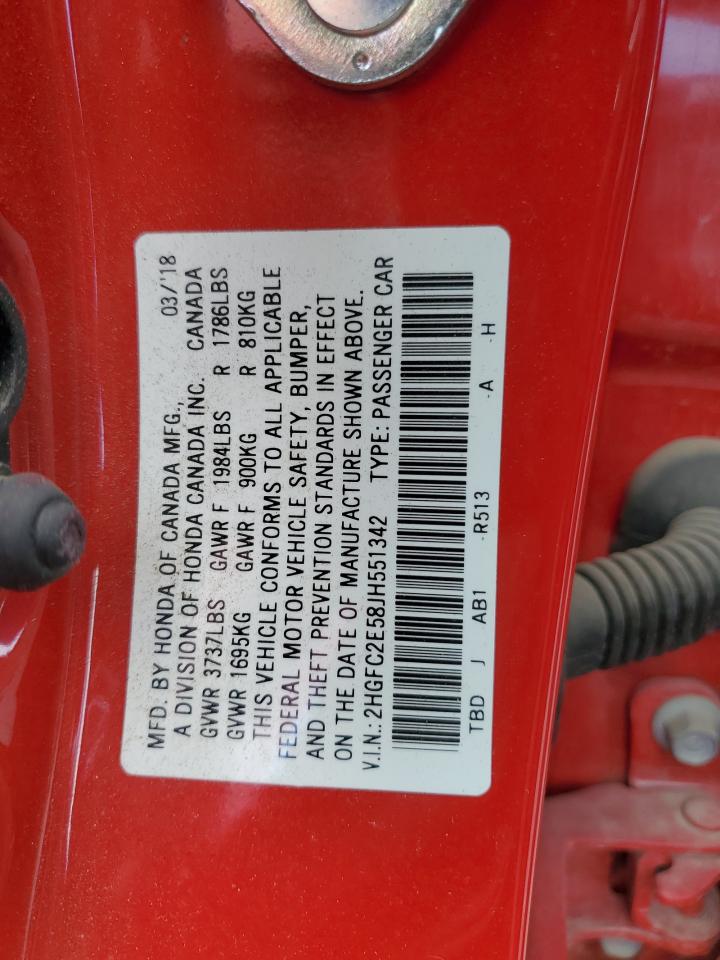 MFD. BY HONDA OF CANADA MFG., 03/'18
A DIVISION OF HONDA CANADA INC. CANADA
GVWR 3737LBS GAWR F 1984LBS R 1786LBS
GVWR 1695KG GAWR F 900KG R 810KG
THIS VEHICLE CONFORMS TO ALL APPLICABLE
FEDERAL MOTOR VEHICLE SAFETY, BUMPER,
AND THEFT PREVENTION STANDARDS IN EFFECT
ON THE DATE OF MANUFACTURE SHOWN ABOVE.
V.I.N.: 2HGFC2E58JH551342 TYPE: PASSENGER CAR
TBD J AB1 -R513 -A -H